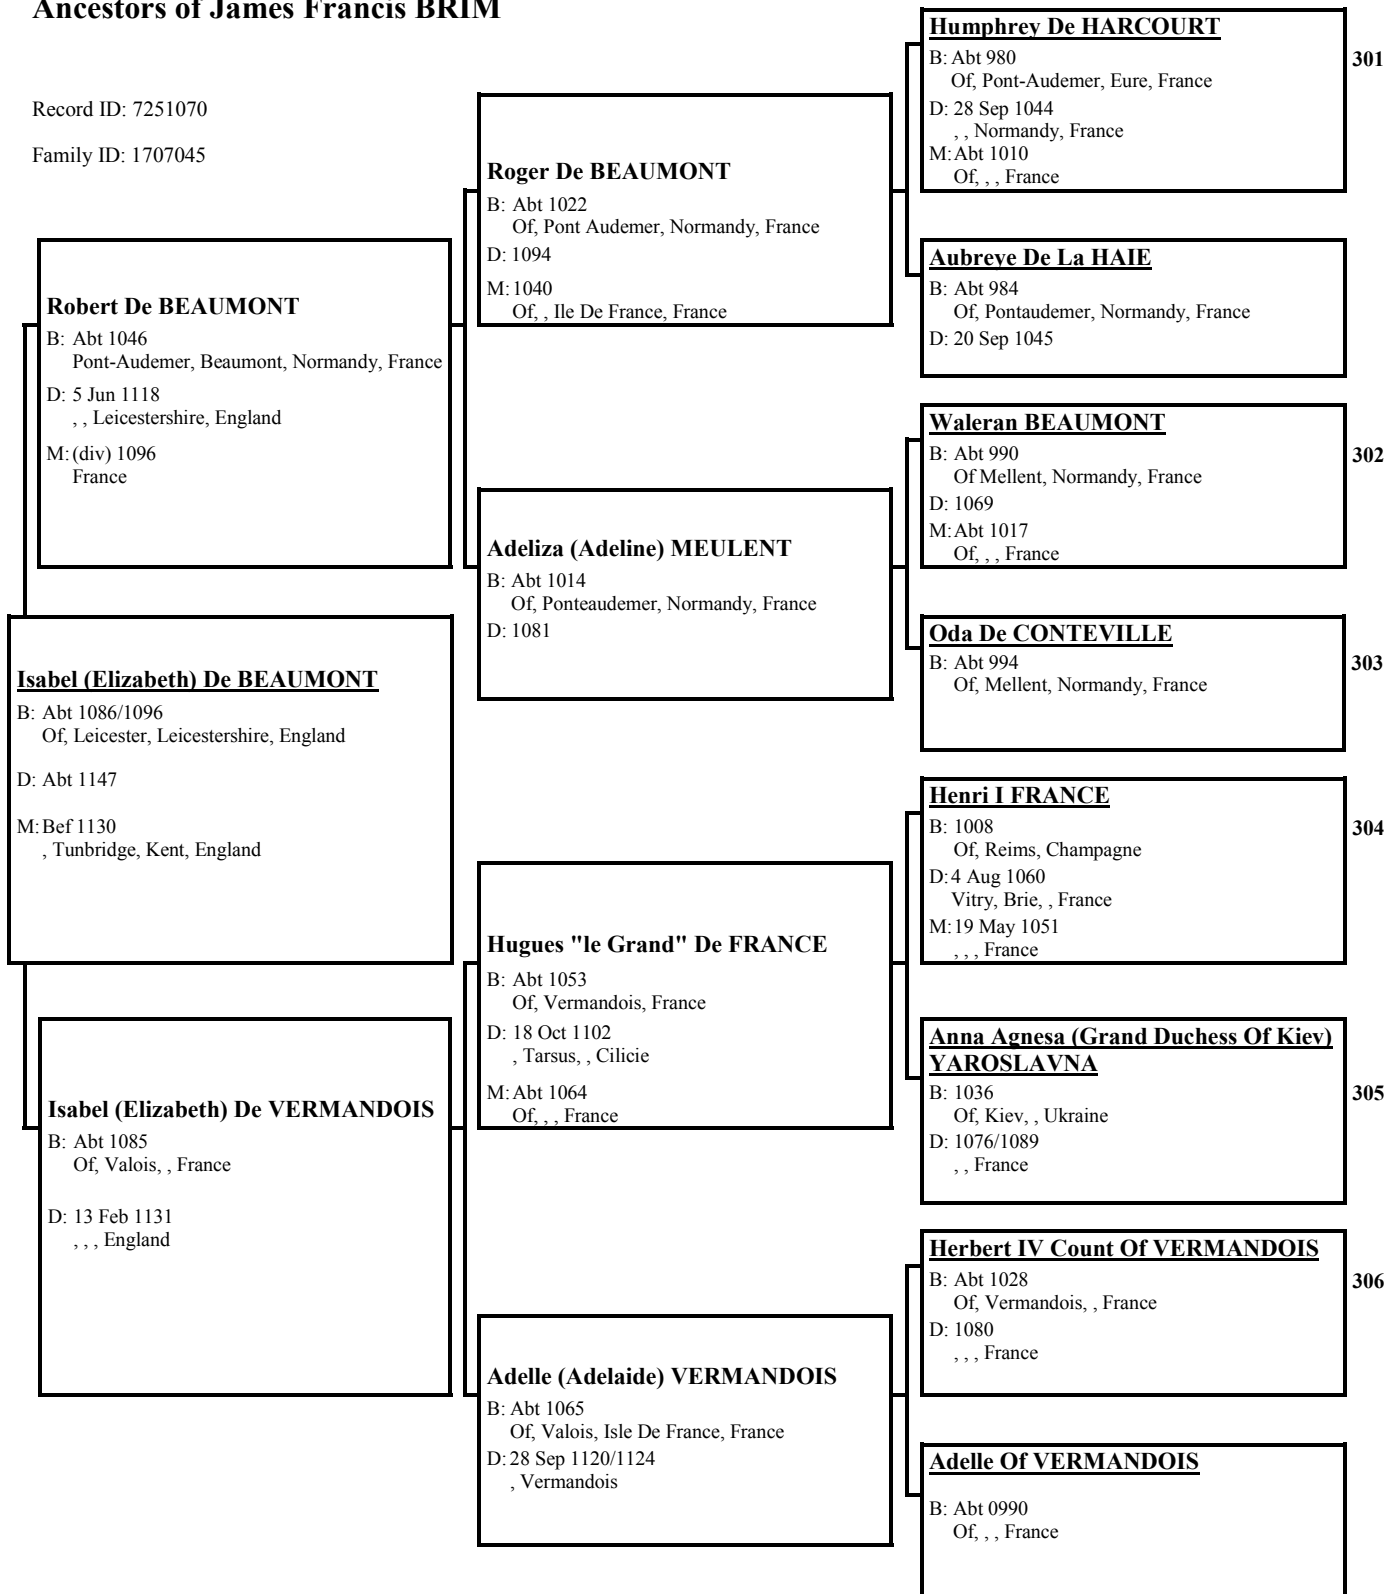 Ancestors of James Francis BRIM
Record ID: 7251070
Family ID: 1707045
Robert De BEAUMONT
B: Abt 1046
Pont-Audemer, Beaumont, Normandy, France
D: 5 Jun 1118
, , Leicestershire, England
M: (div) 1096
France
Isabel (Elizabeth) De BEAUMONT
B: Abt 1086/1096
Of, Leicester, Leicestershire, England
D: Abt 1147
M: Bef 1130
, Tunbridge, Kent, England
Isabel (Elizabeth) De VERMANDOIS
B: Abt 1085
Of, Valois, , France
D: 13 Feb 1131
, , , England
Roger De BEAUMONT
B: Abt 1022
Of, Pont Audemer, Normandy, France
D: 1094
M: 1040
Of, , Ile De France, France
Adeliza (Adeline) MEULENT
B: Abt 1014
Of, Ponteaudemer, Normandy, France
D: 1081
Hugues "le Grand" De FRANCE
B: Abt 1053
Of, Vermandois, France
D: 18 Oct 1102
, Tarsus, , Cilicie
M: Abt 1064
Of, , , France
Adelle (Adelaide) VERMANDOIS
B: Abt 1065
Of, Valois, Isle De France, France
D: 28 Sep 1120/1124
, Vermandois
Humphrey De HARCOURT
B: Abt 980
Of, Pont-Audemer, Eure, France
D: 28 Sep 1044
, , Normandy, France
M: Abt 1010
Of, , , France
301
Aubreye De La HAIE
B: Abt 984
Of, Pontaudemer, Normandy, France
D: 20 Sep 1045
Waleran BEAUMONT
B: Abt 990
Of Mellent, Normandy, France
D: 1069
M: Abt 1017
Of, , , France
302
Oda De CONTEVILLE
B: Abt 994
Of, Mellent, Normandy, France
303
Henri I FRANCE
B: 1008
Of, Reims, Champagne
D: 4 Aug 1060
Vitry, Brie, , France
M: 19 May 1051
, , , France
304
Anna Agnesa (Grand Duchess Of Kiev)
YAROSLAVNA
B: 1036
Of, Kiev, , Ukraine
D: 1076/1089
, , France
305
Herbert IV Count Of VERMANDOIS
B: Abt 1028
Of, Vermandois, , France
D: 1080
, , , France
306
Adelle Of VERMANDOIS
B: Abt 0990
Of, , , France